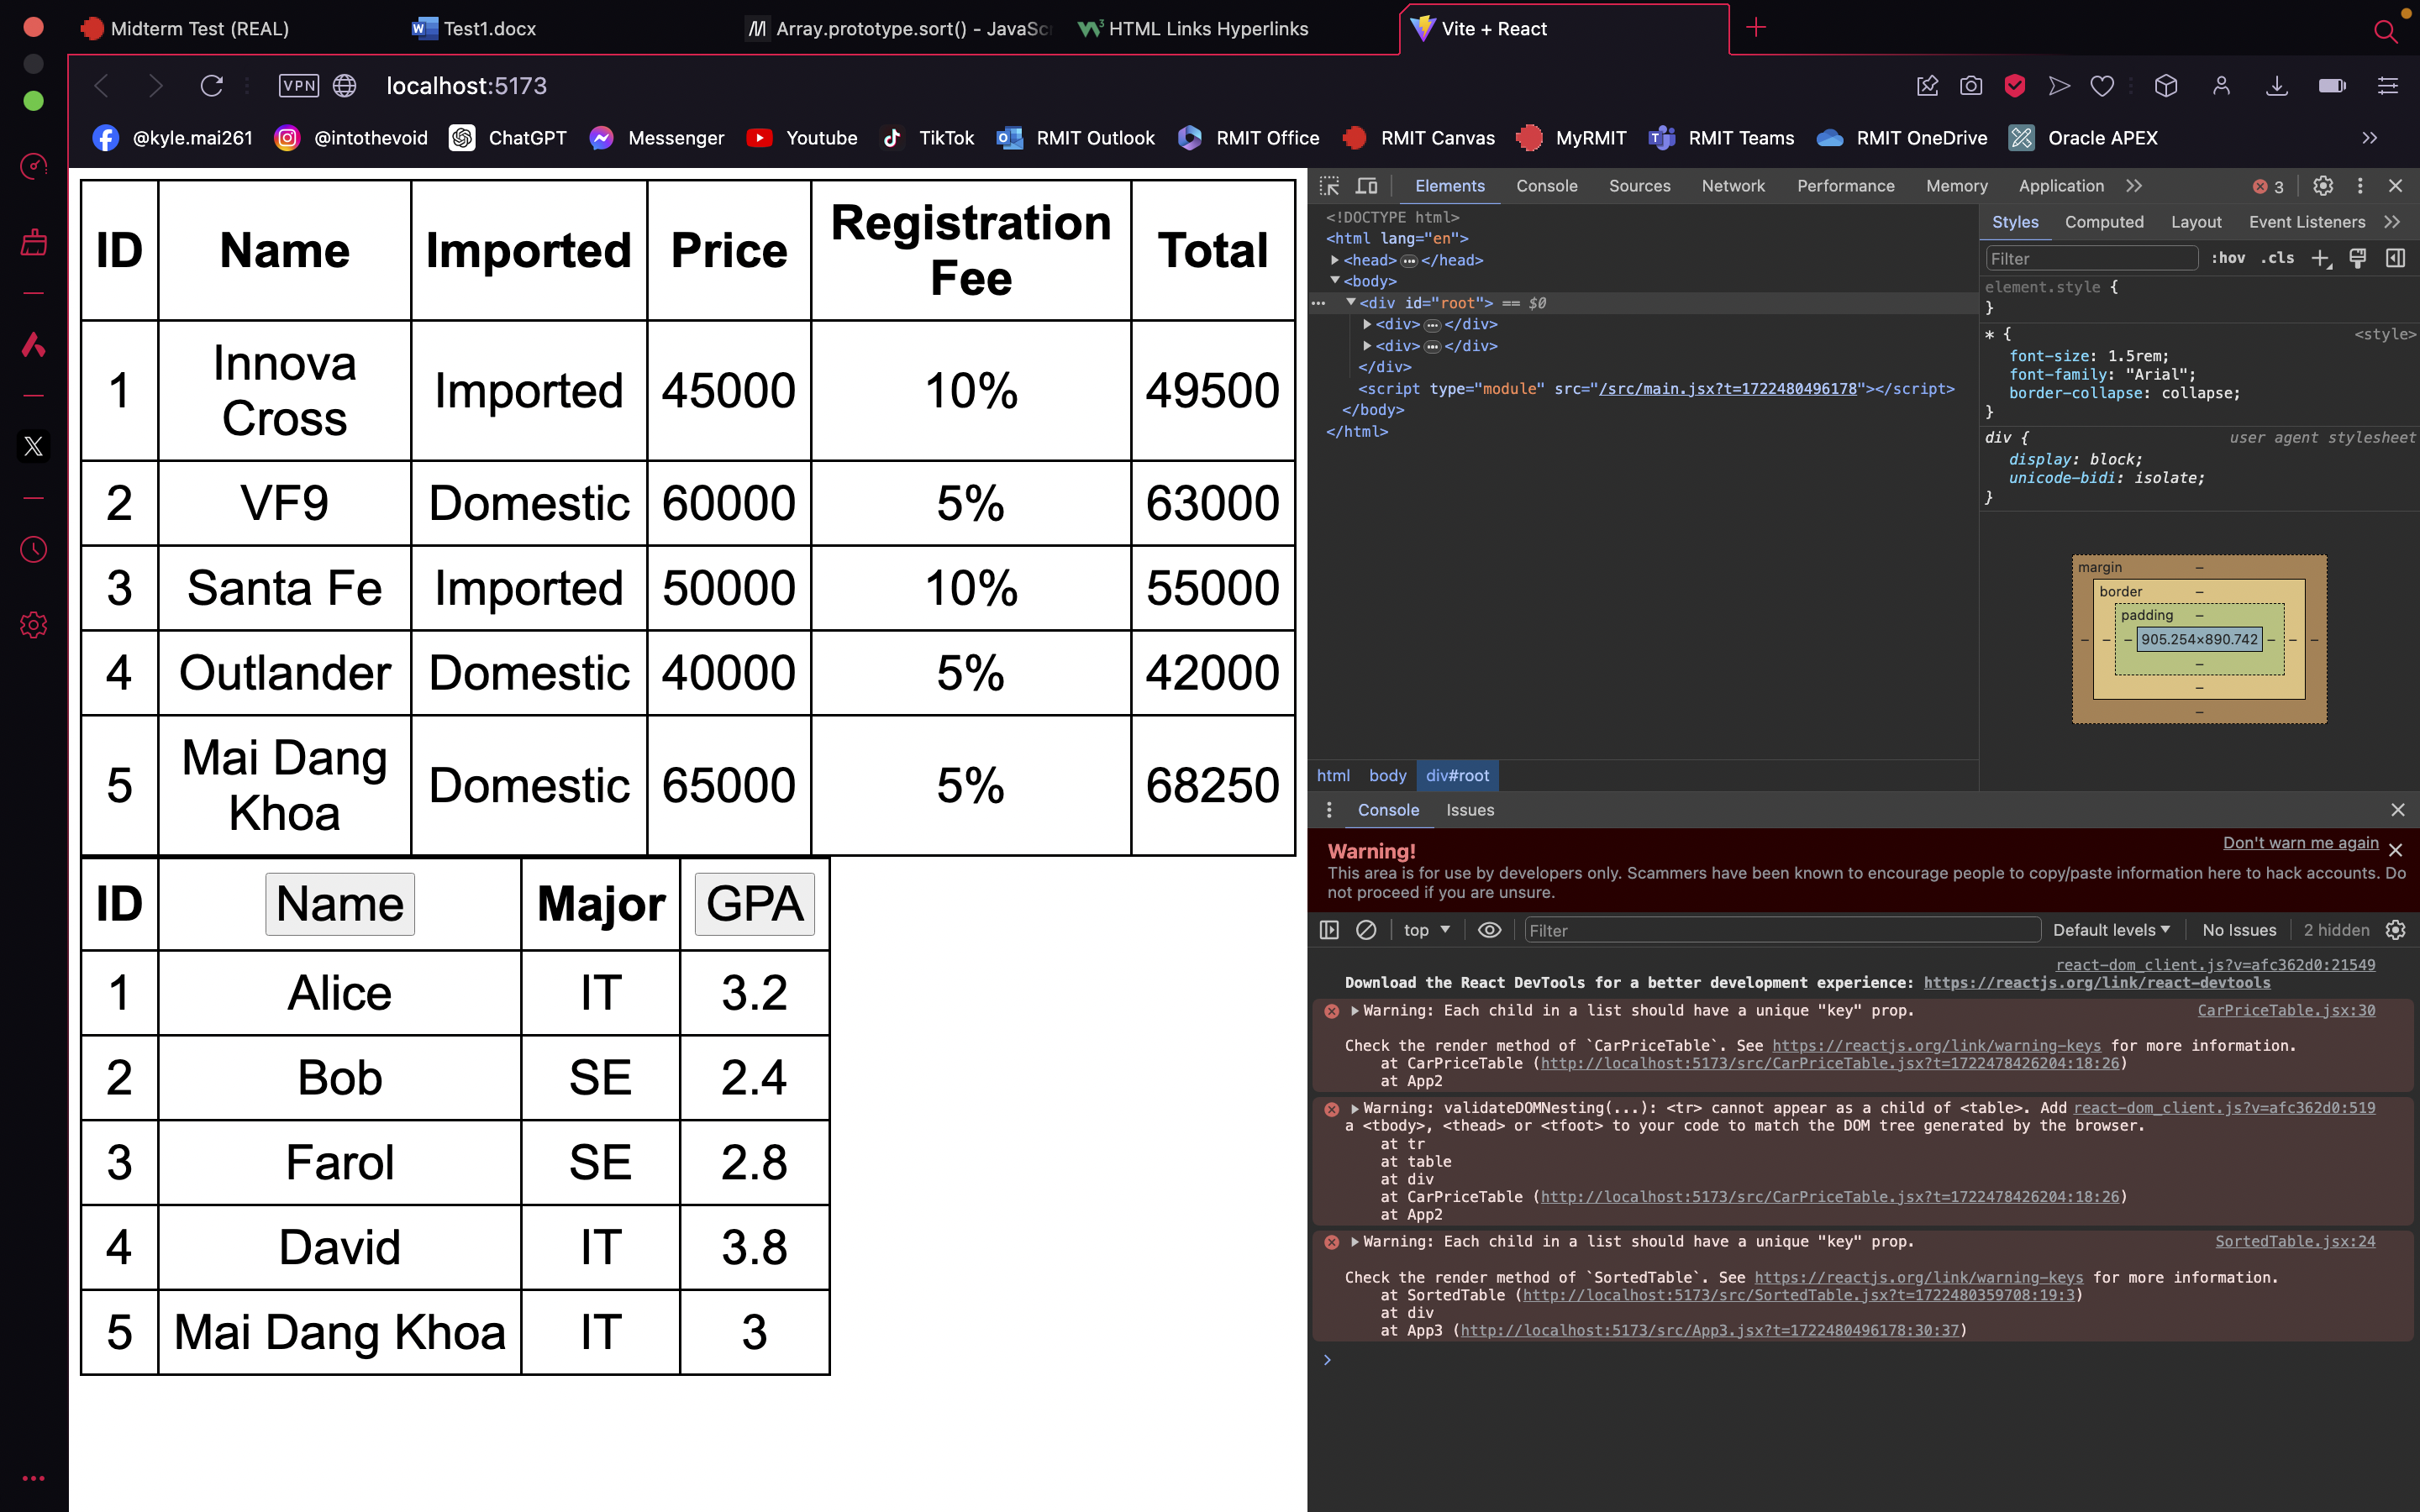 Midterm Test (REAL)
Test1.docx
Array.prototype.sort() - JavaSc
HTML Links Hyperlinks
Vite + React
VPN
localhost:5173
@kyle.mai261
@intothevoid
ChatGPT
Messenger
Youtube
TikTok
RMIT Outlook
RMIT Office
RMIT Canvas
MyRMIT
RMIT Teams
RMIT OneDrive
Oracle APEX
ID Name Imported Price Registration Fee Total
1 Innova Cross Imported 45000 10% 49500
2 VF9 Domestic 60000 5% 63000
3 Santa Fe Imported 50000 10% 55000
4 Outlander Domestic 40000 5% 42000
5 Mai Dang Khoa Domestic 65000 5% 68250
ID Name Major GPA
1 Alice IT 3.2
2 Bob SE 2.4
3 Farol SE 2.8
4 David IT 3.8
5 Mai Dang Khoa IT 3
Elements Console Sources Network Performance Memory Application 3
<!DOCTYPE html>
<html lang="en">
<head> … </head>
<body>
<div id="root"> == $0
<div> … </div>
<div> … </div>
</div>
<script type="module" src="/src/main.jsx?t=1722480496178"></script>
</body>
</html>
html body div#root
Styles Computed Layout Event Listeners
Filter :hov .cls
element.style {
}
* { <style>
font-size: 1.5rem;
font-family: "Arial";
border-collapse: collapse;
}
div { user agent stylesheet
display: block;
unicode-bidi: isolate;
}
margin –
border –
padding –
– – – 905.254×890.742 – – –
–
–
–
Console Issues
Warning! Don't warn me again
This area is for use by developers only. Scammers have been known to encourage people to copy/paste information here to hack accounts. Do
not proceed if you are unsure.
top Filter Default levels No Issues 2 hidden
react-dom_client.js?v=afc362d0:21549
Download the React DevTools for a better development experience: https://reactjs.org/link/react-devtools
Warning: Each child in a list should have a unique "key" prop. CarPriceTable.jsx:30
Check the render method of `CarPriceTable`. See https://reactjs.org/link/warning-keys for more information.
at CarPriceTable (http://localhost:5173/src/CarPriceTable.jsx?t=1722478426204:18:26)
at App2
Warning: validateDOMNesting(...): <tr> cannot appear as a child of <table>. Add react-dom_client.js?v=afc362d0:519
a <tbody>, <thead> or <tfoot> to your code to match the DOM tree generated by the browser.
at tr
at table
at div
at CarPriceTable (http://localhost:5173/src/CarPriceTable.jsx?t=1722478426204:18:26)
at App2
Warning: Each child in a list should have a unique "key" prop. SortedTable.jsx:24
Check the render method of `SortedTable`. See https://reactjs.org/link/warning-keys for more information.
at SortedTable (http://localhost:5173/src/SortedTable.jsx?t=1722480359708:19:3)
at div
at App3 (http://localhost:5173/src/App3.jsx?t=1722480496178:30:37)